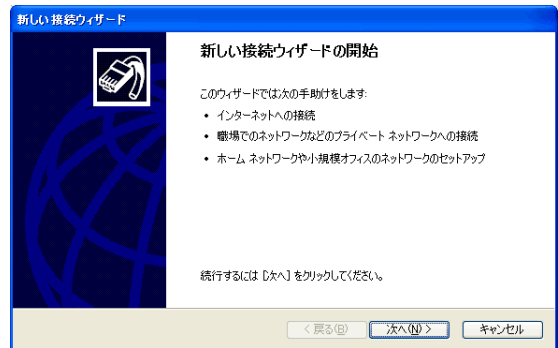 新しい接続ウィザード
新しい接続ウィザードの開始
このウィザードでは次の手助けをします:
• インターネットへの接続
• 職場でのネットワークなどのプライベート ネットワークへの接続
• ホーム ネットワークや小規模オフィスのネットワークのセットアップ
続行するには [次へ] をクリックしてください。
< 戻る(B)
次へ(N) >
キャンセル